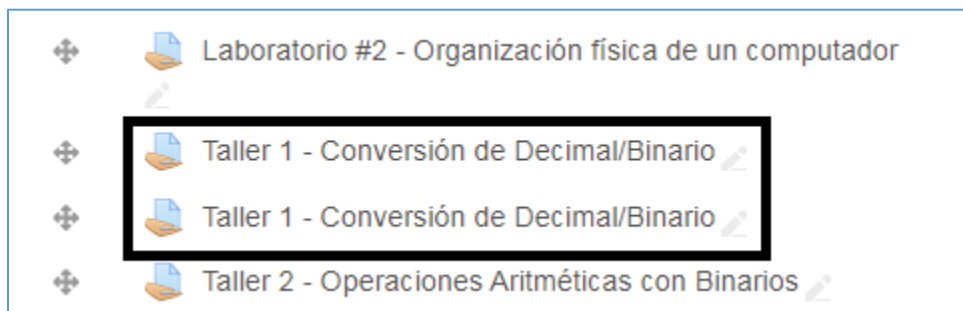 Laboratorio #2 - Organización física de un computador
Taller 1 - Conversión de Decimal/Binario
Taller 1 - Conversión de Decimal/Binario
Taller 2 - Operaciones Aritméticas con Binarios